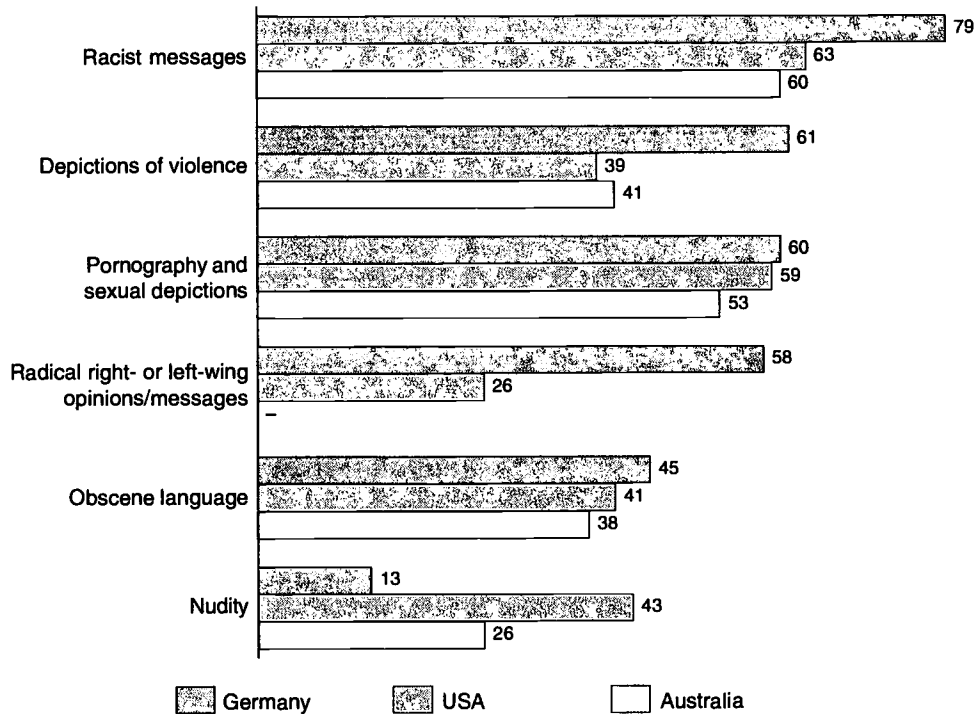 79
Racist messages
63
60
61
Depictions of violence
39
41
60
Pornography and
59
sexual depictions
53
58
Radical right- or left-wing
26
opinions/messages
–
45
Obscene language
41
38
13
Nudity
43
26
Germany USA Australia